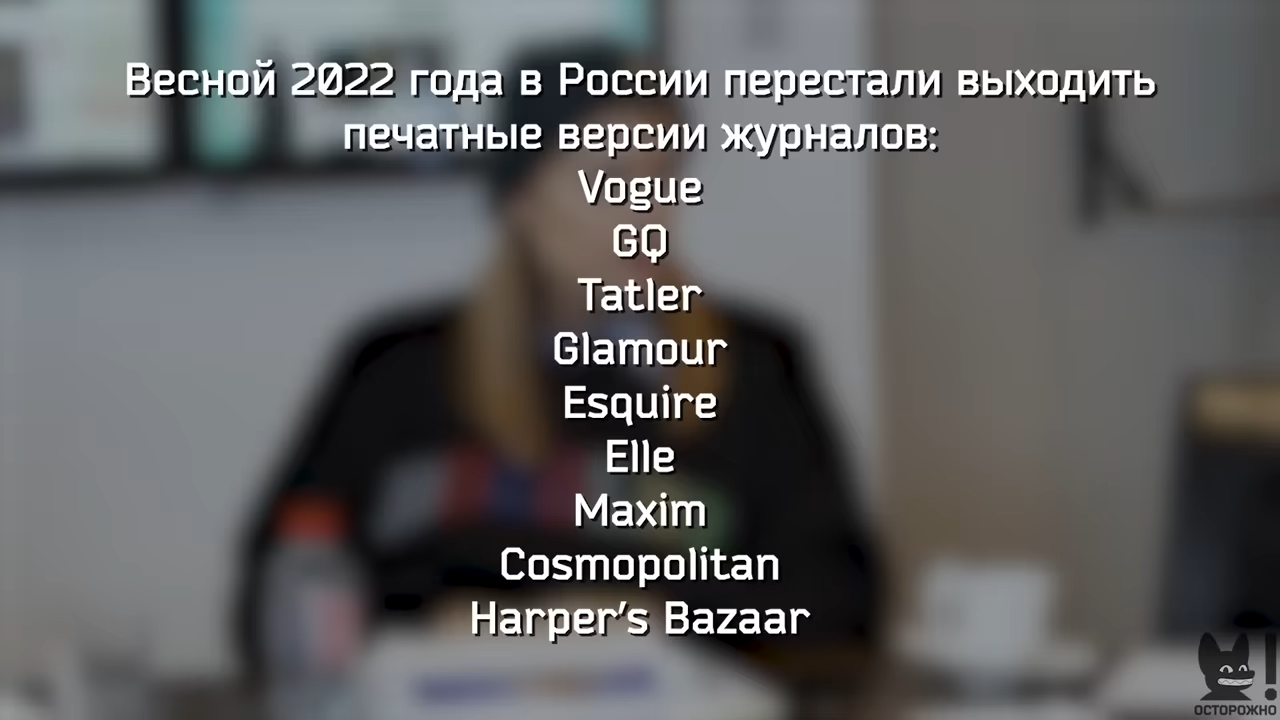 Весной 2022 года в России перестали выходить
печатные версии журналов:
Vogue
GQ
Tatler
Glamour
Esquire
Elle
Maxim
Cosmopolitan
Harper's Bazaar
!
ОСТОРОЖНО